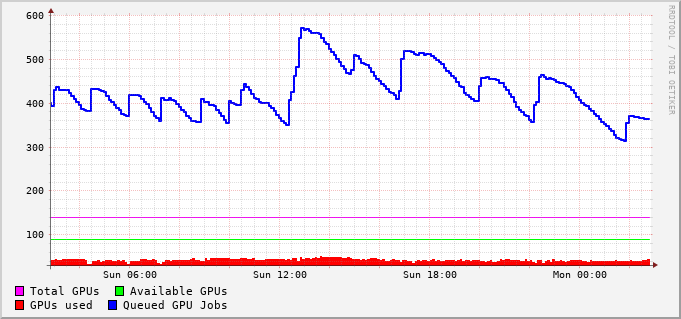 600
500
400
300
200
100
Sun 06:00 Sun 12:00 Sun 18:00 Mon 00:00
Total GPUs Available GPUs
GPUs used Queued GPU Jobs
RRDTOOL / TOBI OETIKER